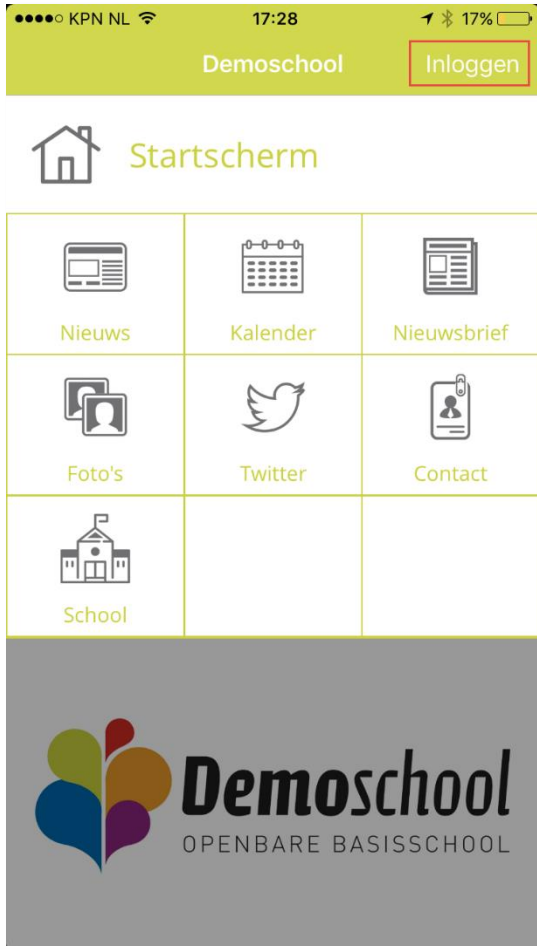 KPN NL 17:28 17%
Demoschool Inloggen
Startscherm
Nieuws Kalender Nieuwsbrief
Foto's Twitter Contact
School
Demoschool
OPENBARE BASISSCHOOL